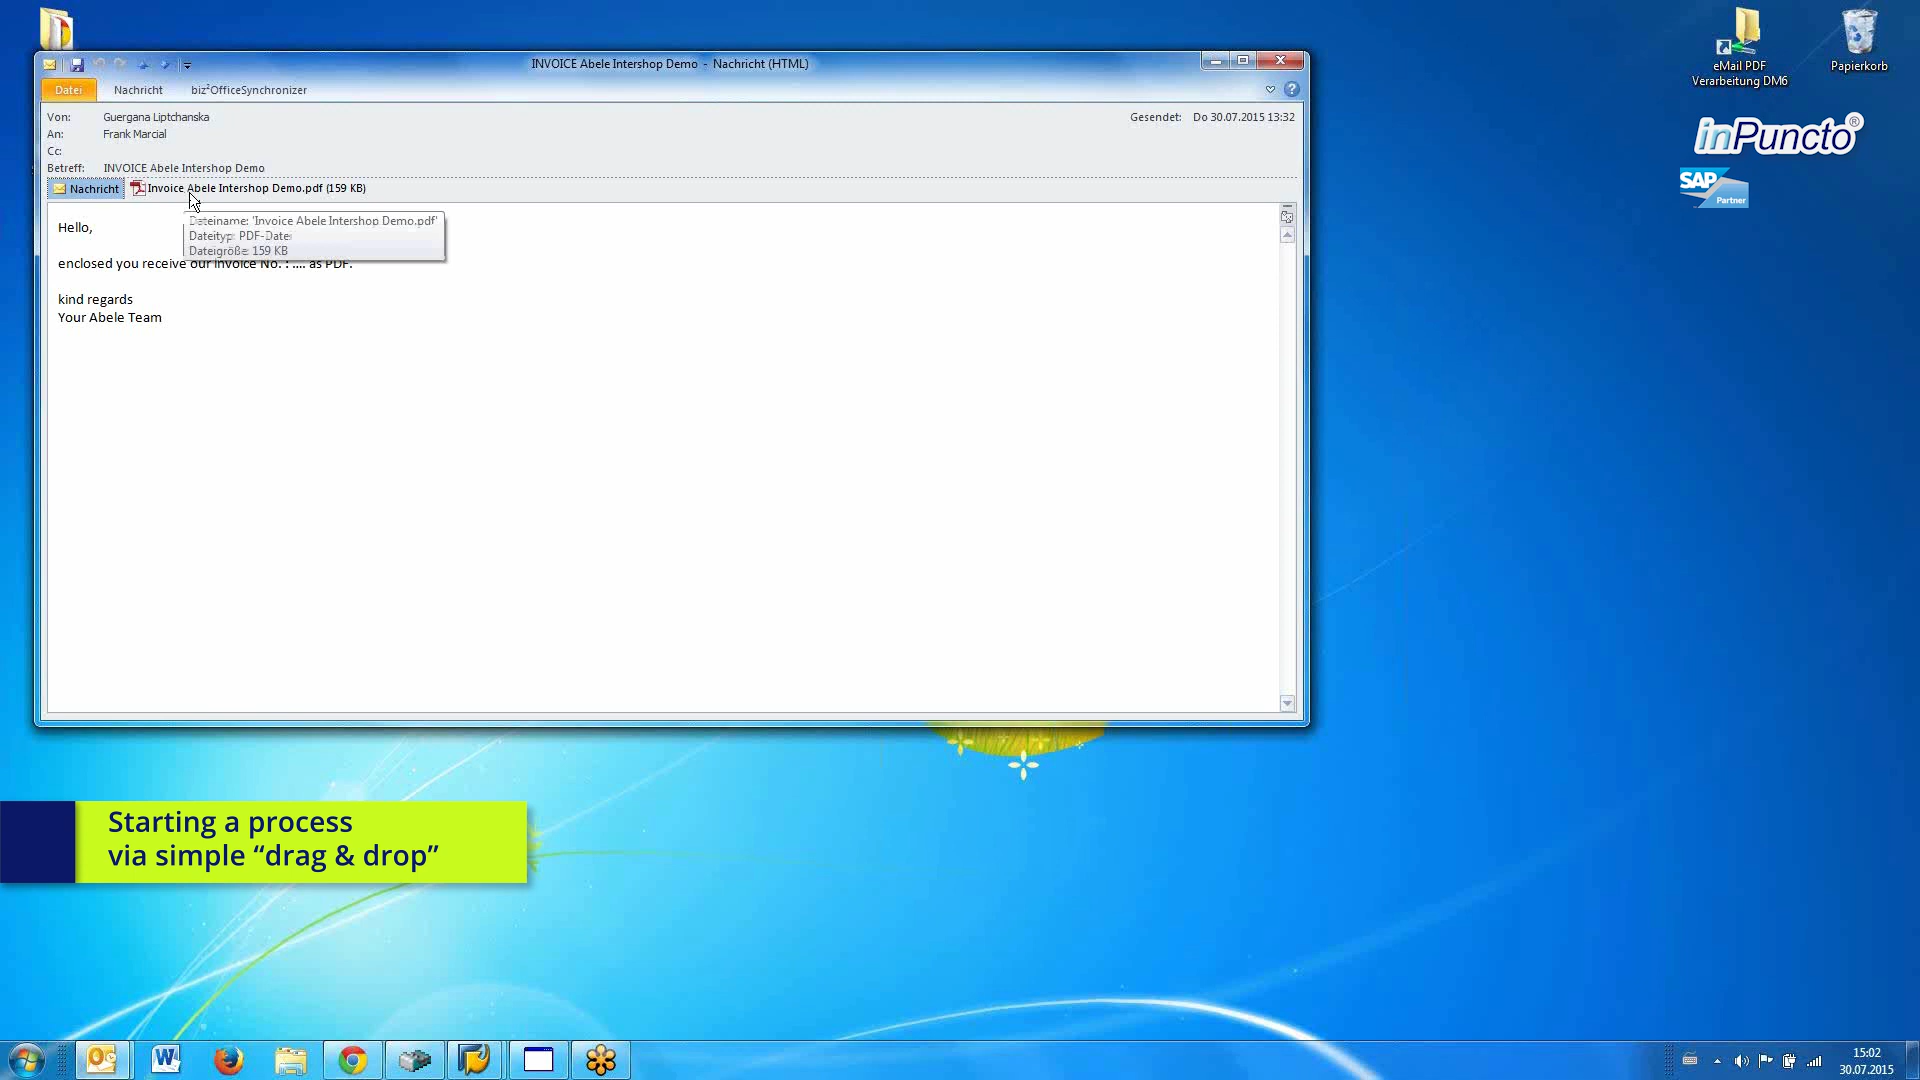 INVOICE Abele Intershop Demo - Nachricht (HTML)
Datei Nachricht biz²OfficeSynchronizer
Von: Guergana Liptchanska Gesendet: Do 30.07.2015 13:32
An: Frank Marcial
Cc:
Betreff: INVOICE Abele Intershop Demo
Nachricht Invoice Abele Intershop Demo.pdf (159 KB)
Dateiname: 'Invoice Abele Intershop Demo.pdf'
Dateityp: PDF-Datei
Dateigröße: 159 KB
Hello,
enclosed you receive our invoice No. : .... as PDF.
kind regards
Your Abele Team
eMail PDF
Verarbeitung DM6
Papierkorb
inPuncto®
SAP
Partner
Starting a process
via simple “drag & drop”
15:02
30.07.2015